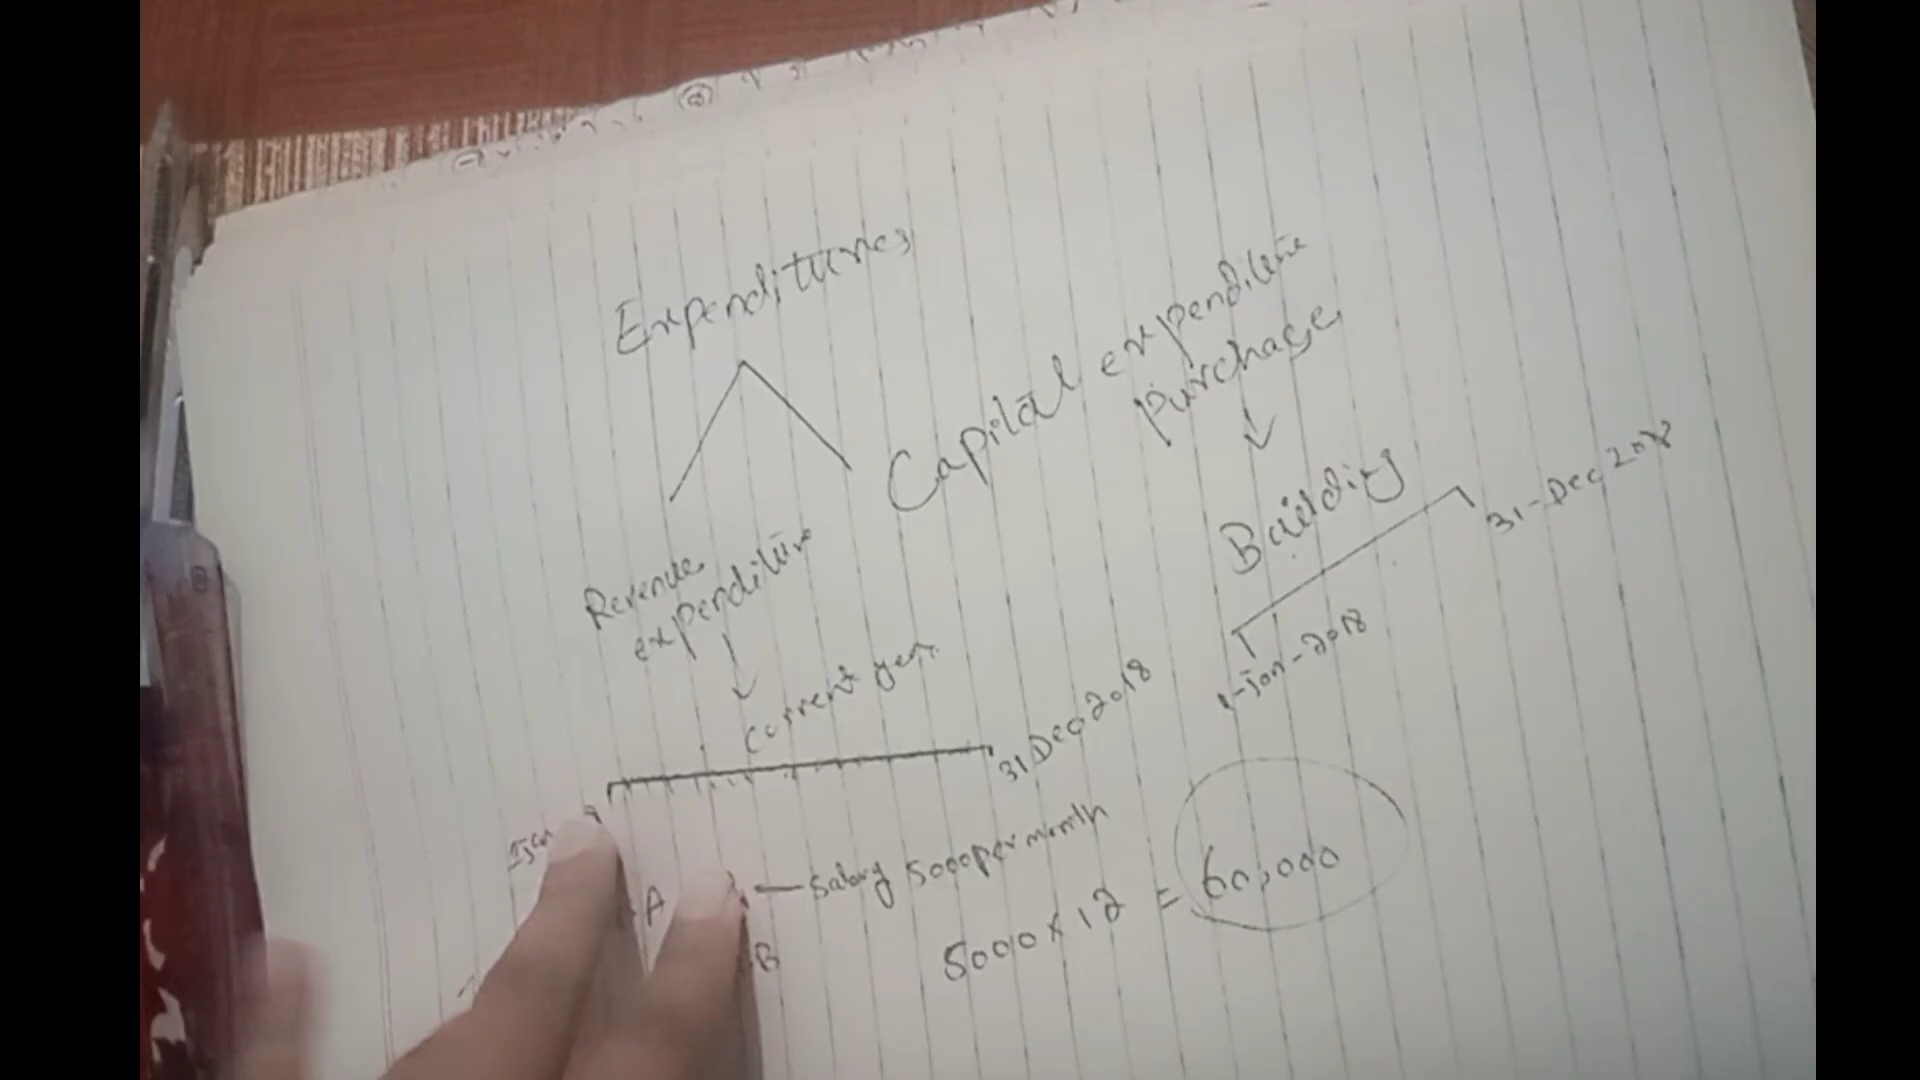 Expenditures
Capital expenditure
Purchase
Building
31-Dec 2018
1-jan-2018
Revenue
expenditure
current year
31 Dec 2018
1jan
A — Salary 5000 per month
B
5000 x 12 = 60,000